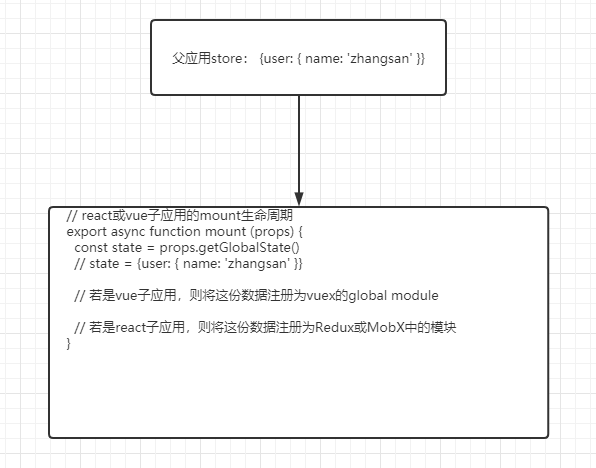 父应用store： {user: { name: 'zhangsan' }}
// react或vue子应用的mount生命周期
export async function mount (props) {
const state = props.getGlobalState()
// state = {user: { name: 'zhangsan' }}
// 若是vue子应用，则将这份数据注册为vuex的global module
// 若是react子应用，则将这份数据注册为Redux或MobX中的模块
}